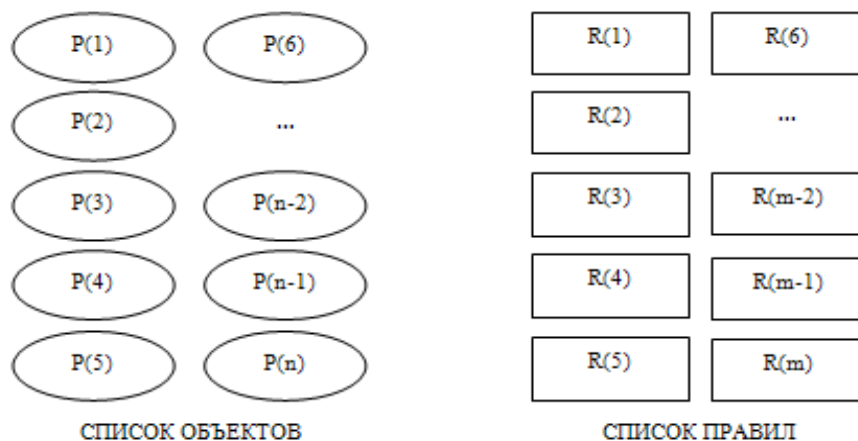 P(1) P(6) R(1) R(6)
P(2) ... R(2) ...
P(3) P(n-2) R(3) R(m-2)
P(4) P(n-1) R(4) R(m-1)
P(5) P(n) R(5) R(m)
СПИСОК ОБЪЕКТОВ СПИСОК ПРАВИЛ